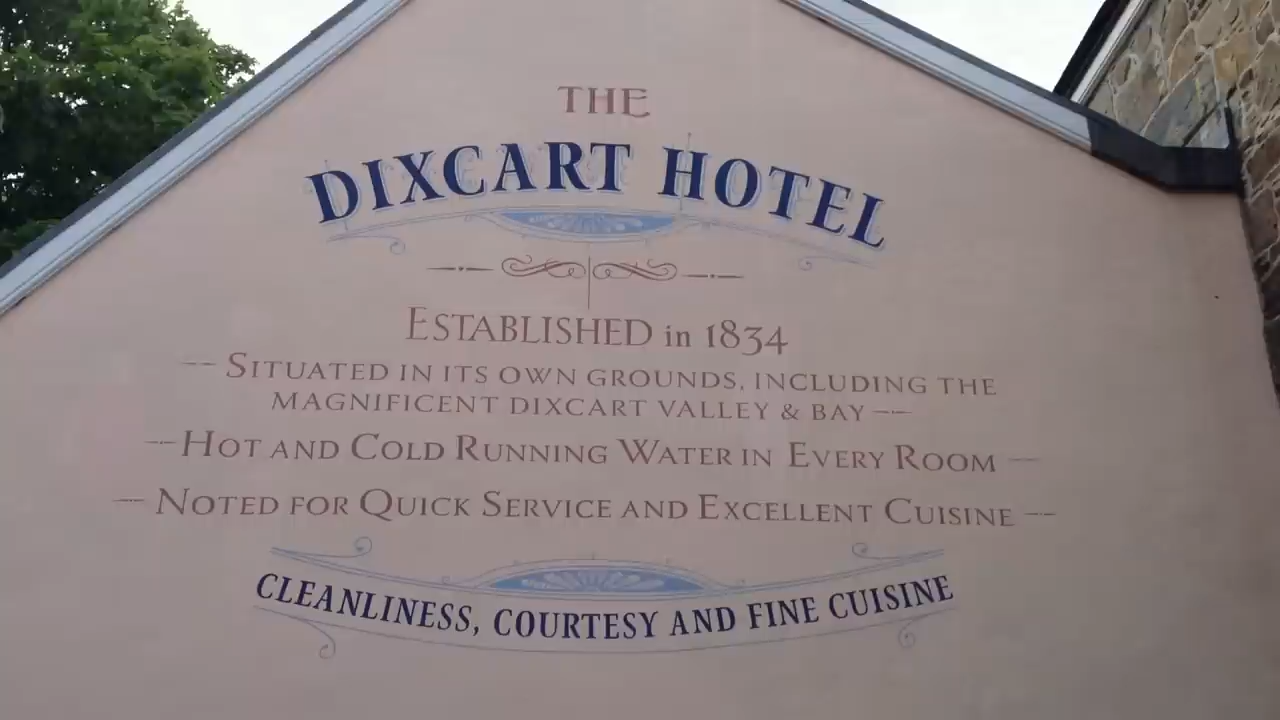 THE
DIXCART HOTEL
ESTABLISHED in 1834
— SITUATED IN ITS OWN GROUNDS, INCLUDING THE
MAGNIFICENT DIXCART VALLEY & BAY —
— HOT AND COLD RUNNING WATER IN EVERY ROOM —
— NOTED FOR QUICK SERVICE AND EXCELLENT CUISINE —
CLEANLINESS, COURTESY AND FINE CUISINE